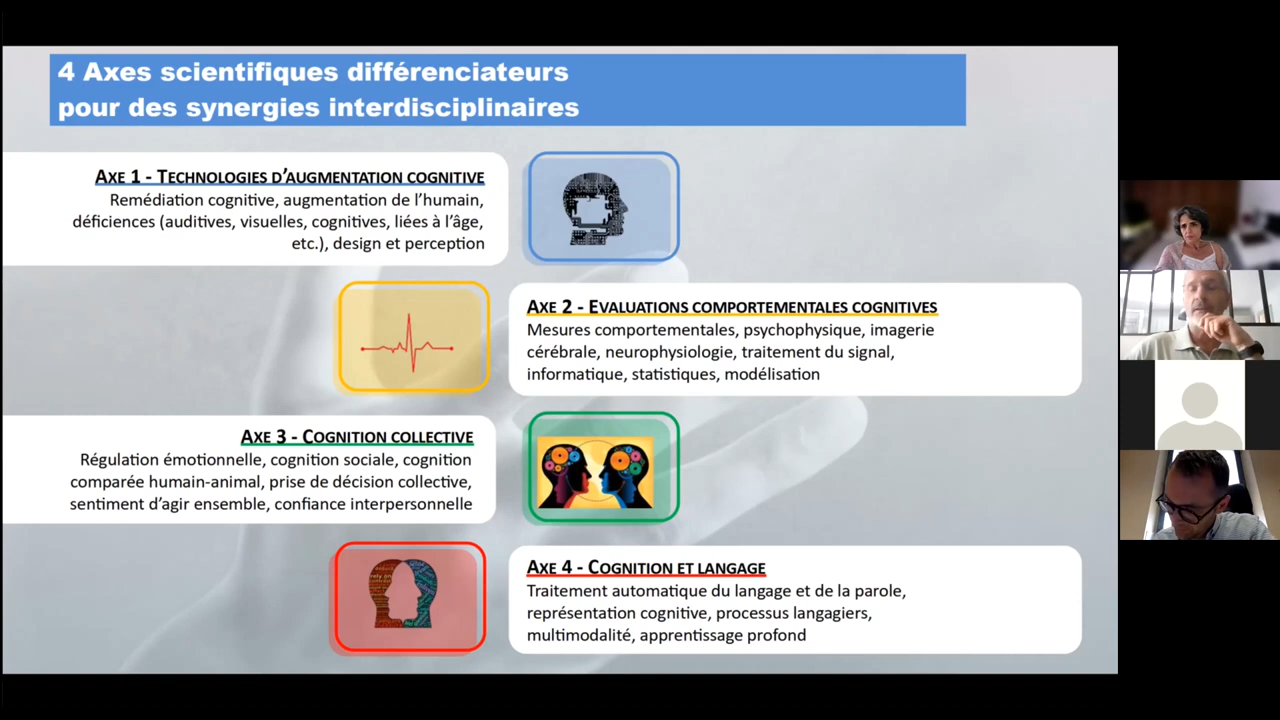 4 Axes scientifiques différenciateurs
pour des synergies interdisciplinaires
AXE 1 - TECHNOLOGIES D'AUGMENTATION COGNITIVE
Remédiation cognitive, augmentation de l'humain,
déficiences (auditives, visuelles, cognitives, liées à l'âge,
etc.), design et perception
AXE 2 - EVALUATIONS COMPORTEMENTALES COGNITIVES
Mesures comportementales, psychophysique, imagerie
cérébrale, neurophysiologie, traitement du signal,
informatique, statistiques, modélisation
AXE 3 - COGNITION COLLECTIVE
Régulation émotionnelle, cognition sociale, cognition
comparée humain-animal, prise de décision collective,
sentiment d'agir ensemble, confiance interpersonnelle
AXE 4 - COGNITION ET LANGAGE
Traitement automatique du langage et de la parole,
représentation cognitive, processus langagiers,
multimodalité, apprentissage profond